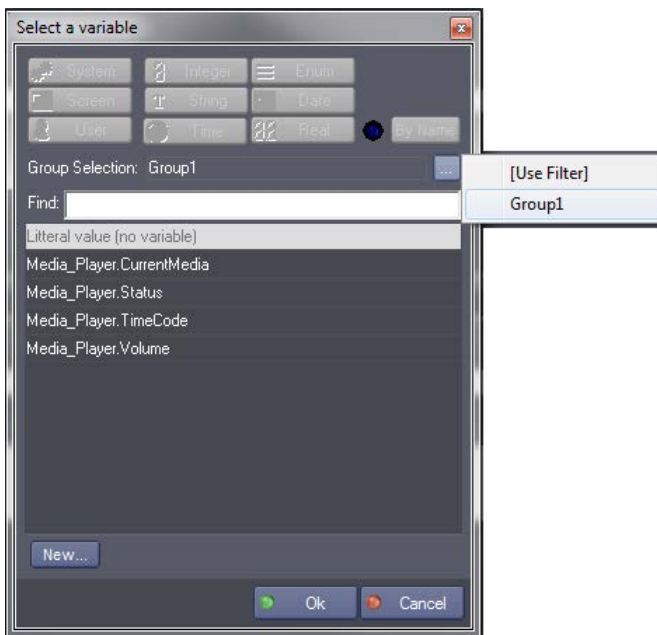 Select a variable
System Integer Enum
Screen String Date
User Time Real By Name
Group Selection: Group1 ...
[Use Filter]
Group1
Find:
Litteral value (no variable)
Media_Player.CurrentMedia
Media_Player.Status
Media_Player.TimeCode
Media_Player.Volume
New...
Ok Cancel